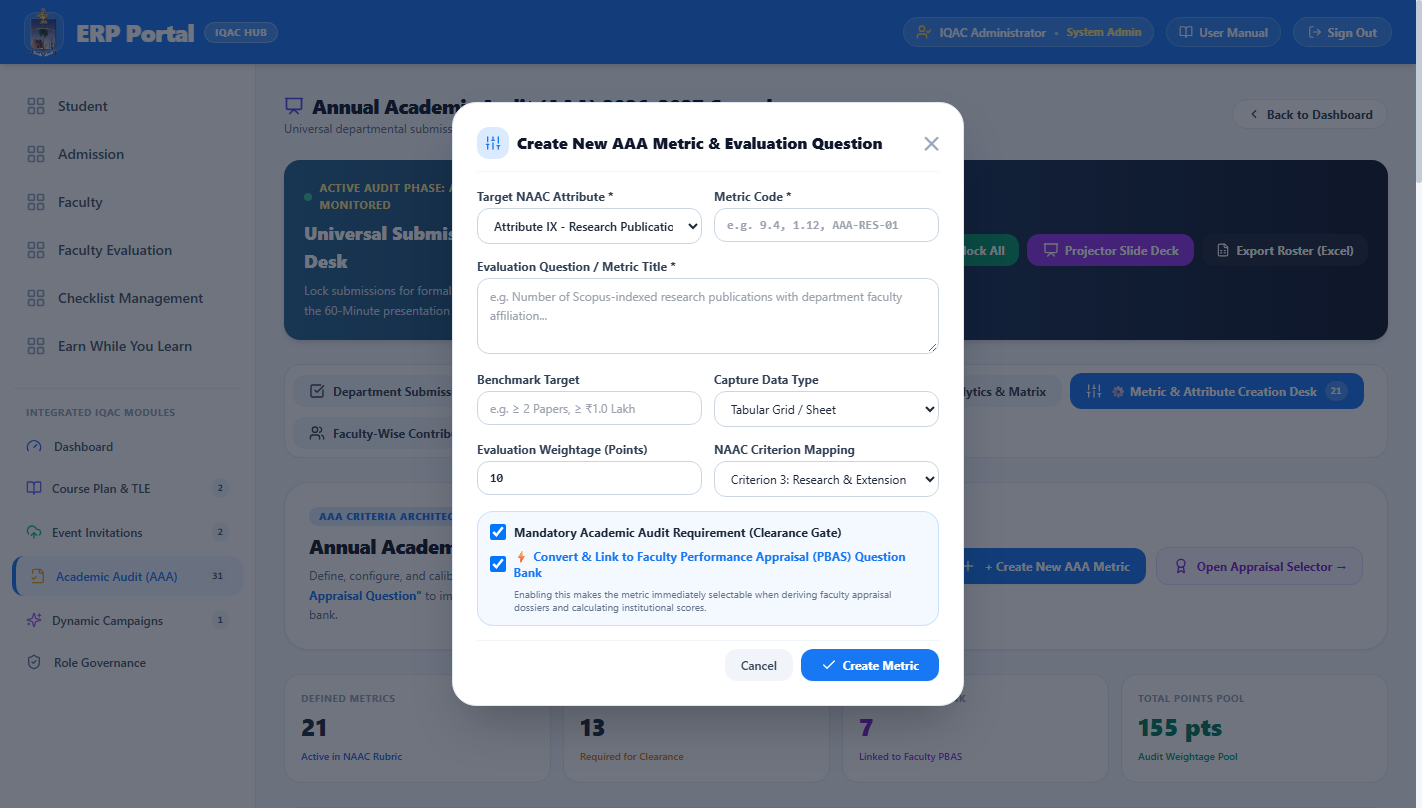 ERP Portal
IQAC HUB
IQAC Administrator • System Admin
User Manual
Sign Out
Student
Admission
Faculty
Faculty Evaluation
Checklist Management
Earn While You Learn
INTEGRATED IQAC MODULES
Dashboard
Course Plan & TLE 2
Event Invitations 2
Academic Audit (AAA) 31
Dynamic Campaigns 1
Role Governance
Annual Academic Audit (AAA)
Universal departmental submiss
Back to Dashboard
ACTIVE AUDIT PHASE:
MONITORED
Universal Submis
Desk
Lock submissions for formal
the 60-Minute presentation
lock All
Projector Slide Deck
Export Roster (Excel)
Department Submiss
lytics & Matrix
Metric & Attribute Creation Desk 21
Faculty-Wise Contrib
AAA CRITERIA ARCHITEC
Annual Academ
Define, configure, and calib
Appraisal Question" to im
bank.
+ Create New AAA Metric
Open Appraisal Selector →
DEFINED METRICS
21
Active in NAAC Rubric
13
Required for Clearance
7
Linked to Faculty PBAS
TOTAL POINTS POOL
155 pts
Audit Weightage Pool
Create New AAA Metric & Evaluation Question
Target NAAC Attribute *
Attribute IX - Research Publicatio
Metric Code *
e.g. 9.4, 1.12, AAA-RES-01
Evaluation Question / Metric Title *
e.g. Number of Scopus-indexed research publications with department faculty
affiliation...
Benchmark Target
e.g. ≥ 2 Papers, ≥ ₹1.0 Lakh
Capture Data Type
Tabular Grid / Sheet
Evaluation Weightage (Points)
10
NAAC Criterion Mapping
Criterion 3: Research & Extension
Mandatory Academic Audit Requirement (Clearance Gate)
Convert & Link to Faculty Performance Appraisal (PBAS) Question
Bank
Enabling this makes the metric immediately selectable when deriving faculty appraisal
dossiers and calculating institutional scores.
Cancel
Create Metric